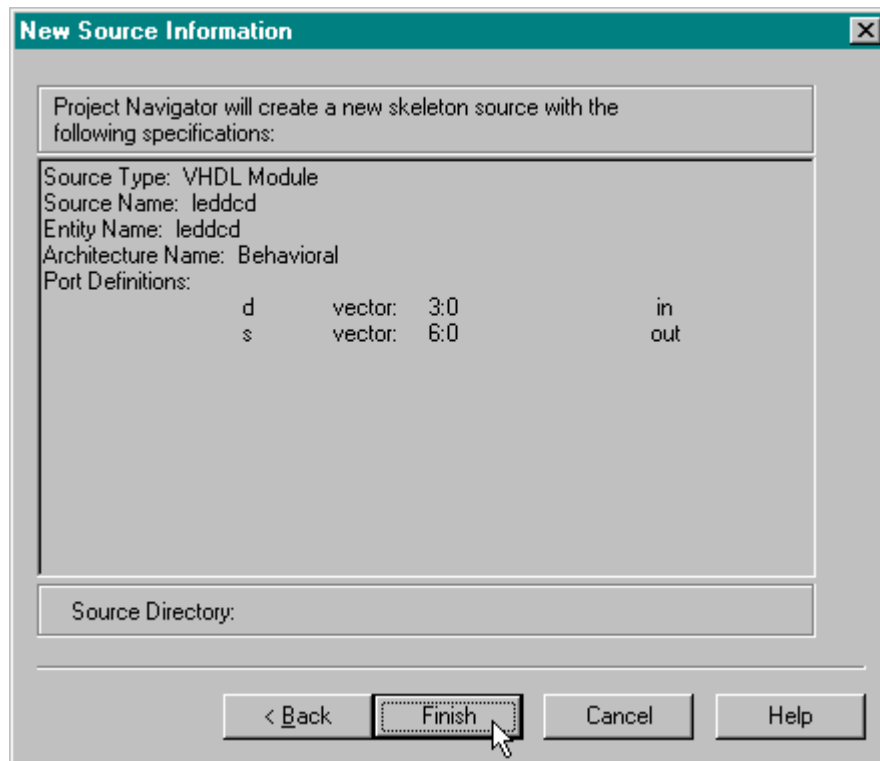 New Source Information
Project Navigator will create a new skeleton source with the
following specifications:
Source Type: VHDL Module
Source Name: leddcd
Entity Name: leddcd
Architecture Name: Behavioral
Port Definitions:
d vector: 3:0 in
s vector: 6:0 out
Source Directory:
< Back Finish Cancel Help